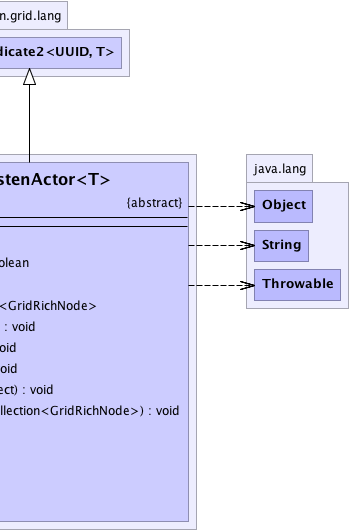 n.grid.lang
dicate2<UUID, T>
stenActor<T>
{abstract}
olean
<GridRichNode>
) : void
oid
oid
ect) : void
llection<GridRichNode>) : void
java.lang
Object
String
Throwable